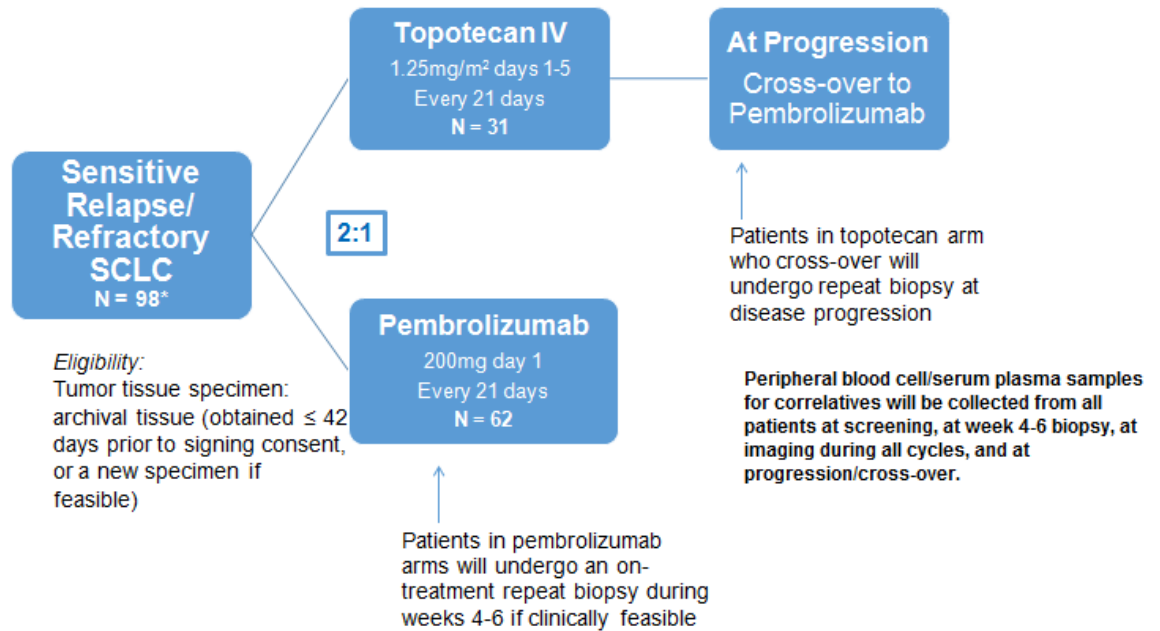 Topotecan IV
1.25mg/m² days 1-5
Every 21 days
N = 31
At Progression
Cross-over to
Pembrolizumab
Sensitive
Relapse/
Refractory
SCLC
N = 98*
2:1
Pembrolizumab
200mg day 1
Every 21 days
N = 62
Eligibility:
Tumor tissue specimen:
archival tissue (obtained ≤ 42
days prior to signing consent,
or a new specimen if
feasible)
Patients in topotecan arm
who cross-over will
undergo repeat biopsy at
disease progression
Peripheral blood cell/serum plasma samples
for correlatives will be collected from all
patients at screening, at week 4-6 biopsy, at
imaging during all cycles, and at
progression/cross-over.
Patients in pembrolizumab
arms will undergo an on-
treatment repeat biopsy during
weeks 4-6 if clinically feasible